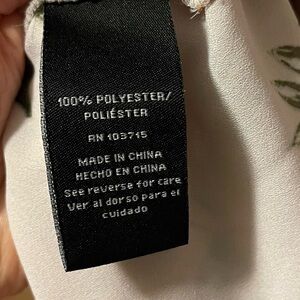 100% POLYESTER/
POLIÉSTER
RN 103715
MADE IN CHINA
HECHO EN CHINA
See reverse for care
Ver al dorso para el
cuidado